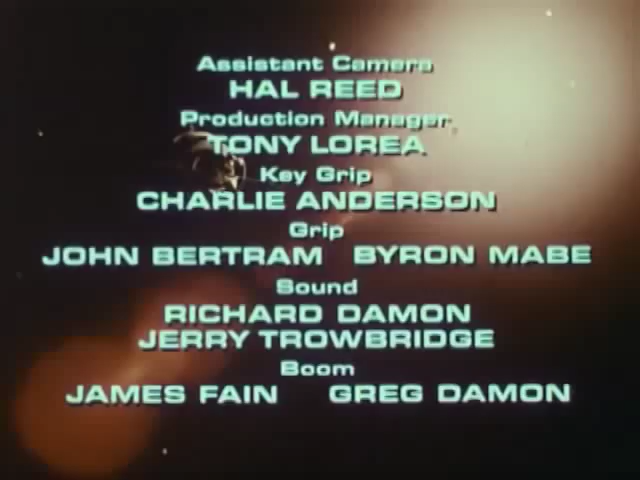 Assistant Camera
HAL REED
Production Manager
TONY LOREA
Key Grip
CHARLIE ANDERSON
Grip
JOHN BERTRAM BYRON MABE
Sound
RICHARD DAMON
JERRY TROWBRIDGE
Boom
JAMES FAIN GREG DAMON